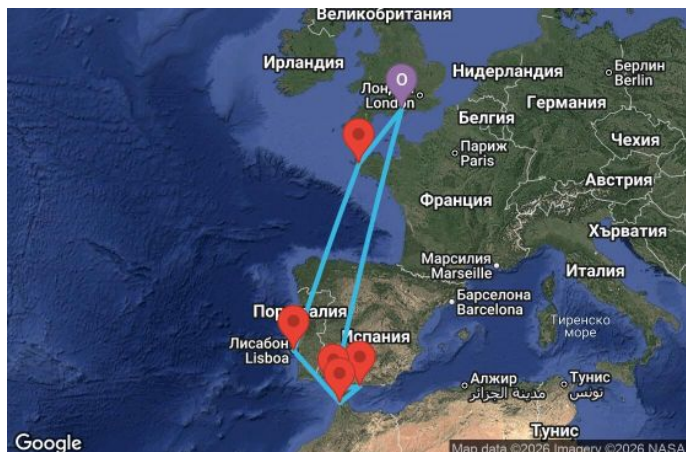 Великобритания
Ирландия
O
Лондон
London
Нидерландия
Берлин
Berlin
Германия
Белгия
Париж
Paris
Чехия
Австрия
Франция
Хърватия
Марсилия
Marseille
Италия
Барселона
Barcelona
Тиренско
море
Испания
Лисабон
Lisboa
Алжир
مدينة الجزائر
Тунис
تونس
Тунис
Google
Map data ©2026 Imagery ©2026 NASA